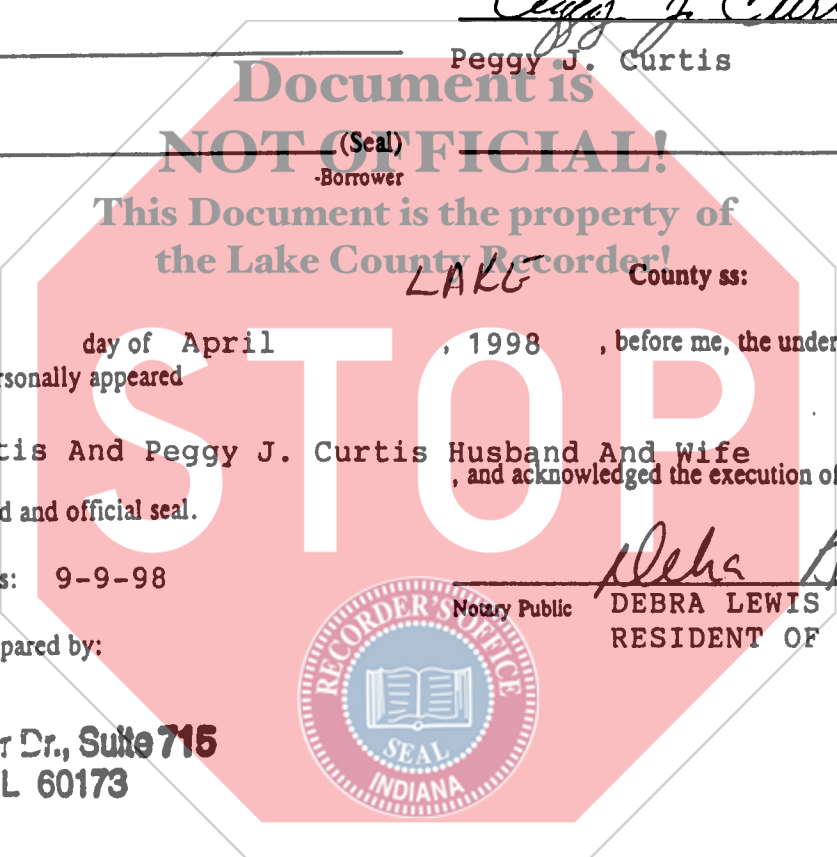 Peggy J. Curtis
Document is
NOT OFFICIAL!
(Seal)
-Borrower
This Document is the property of
the Lake County Recorder!
LAKE County ss:
day of April , 1998 , before me, the under
rsonally appeared
tis And Peggy J. Curtis Husband And Wife
, and acknowledged the execution of
d and official seal.
STOP
s: 9-9-98
Notary Public DEBRA LEWIS
RESIDENT OF
pared by:
RECORDER'S OFFICE
SEAL
INDIANA
r Dr., Suite 715
L 60173